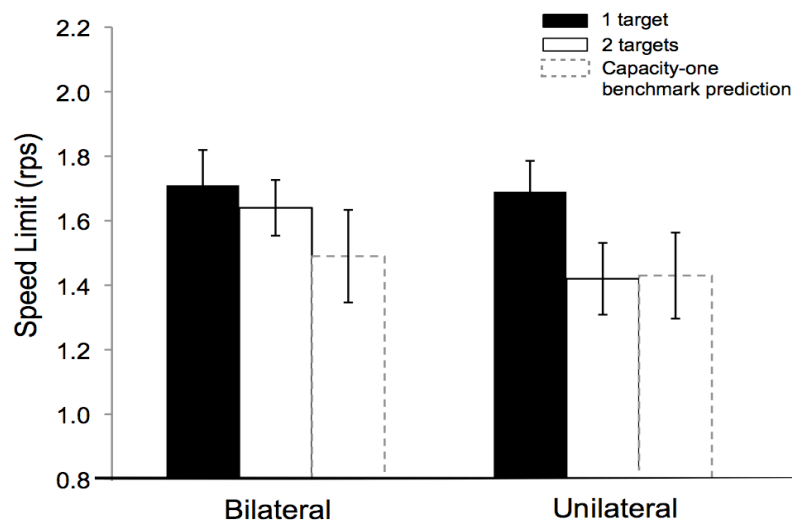 1 target
2 targets
Capacity-one
benchmark prediction
Speed Limit (rps)
2.2
2.0
1.8
1.6
1.4
1.2
1.0
0.8
Bilateral
Unilateral